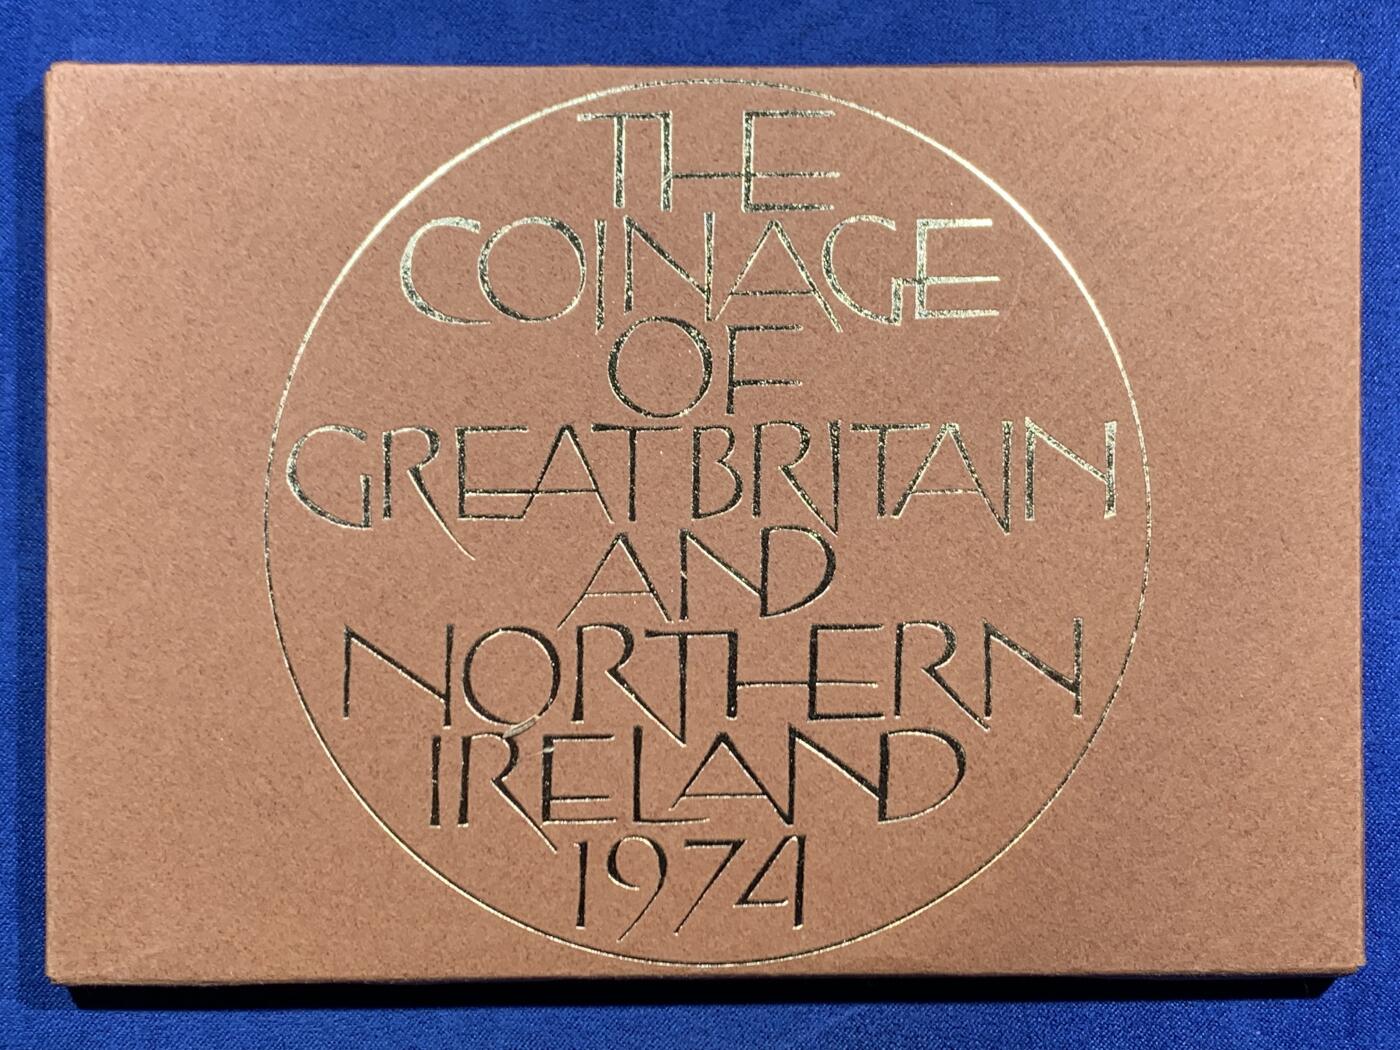 THE
COINAGE
OF
GREAT BRITAIN
AND
NORTHERN
IRELAND
1974